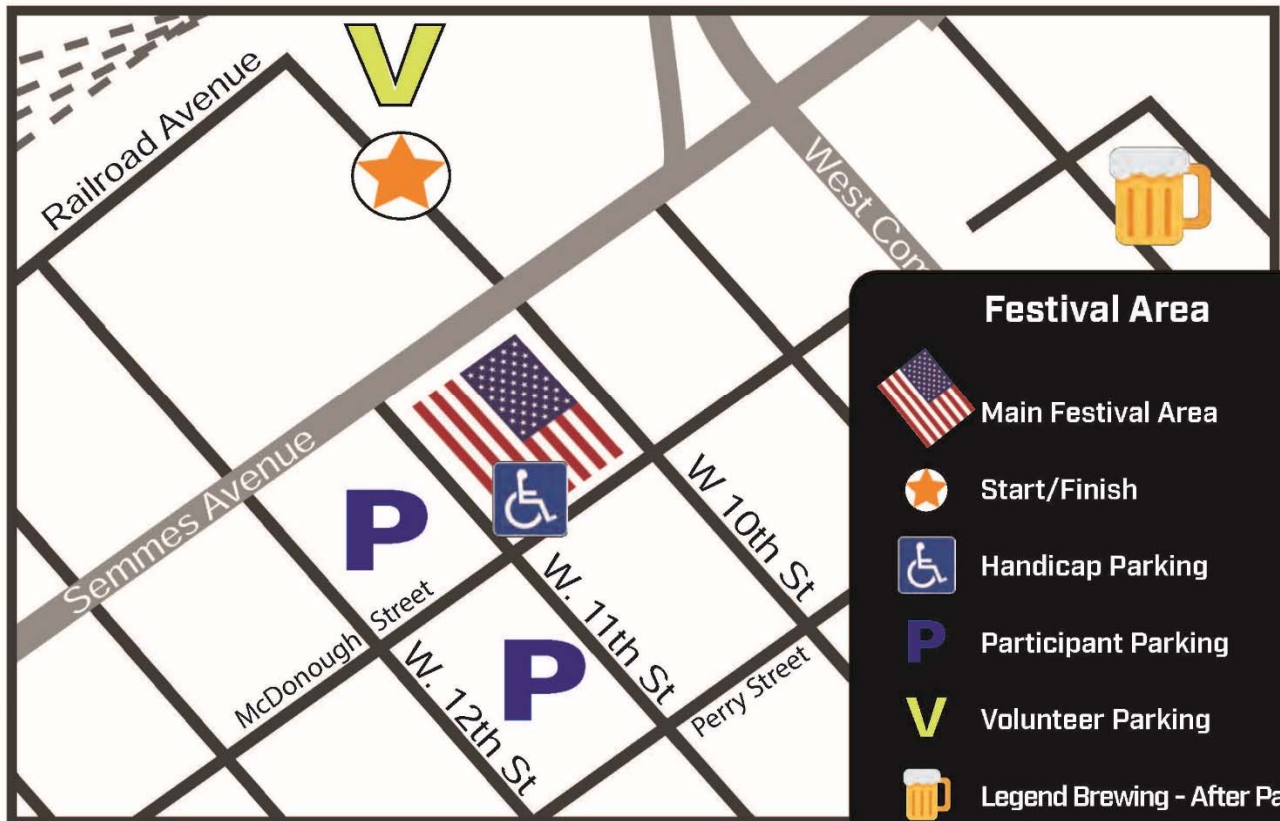 V
Railroad Avenue
West Com
Semmes Avenue
P
McDonough Street
P
W 10th St
W. 11th St
W. 12th St
Perry Street
Festival Area
Main Festival Area
Start/Finish
Handicap Parking
P Participant Parking
V Volunteer Parking
Legend Brewing - After Pa